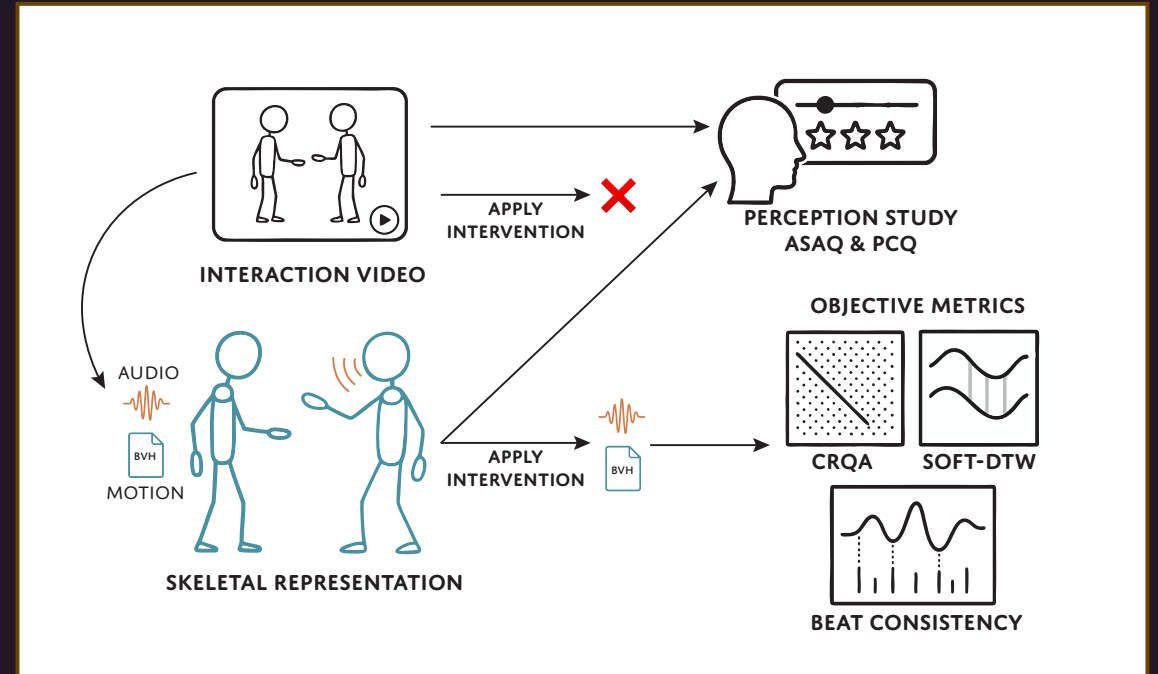 INTERACTION VIDEO
APPLY
INTERVENTION
PERCEPTION STUDY
ASAQ & PCQ
AUDIO
BVH
MOTION
SKELETAL REPRESENTATION
APPLY
INTERVENTION
BVH
OBJECTIVE METRICS
CRQA
SOFT-DTW
BEAT CONSISTENCY